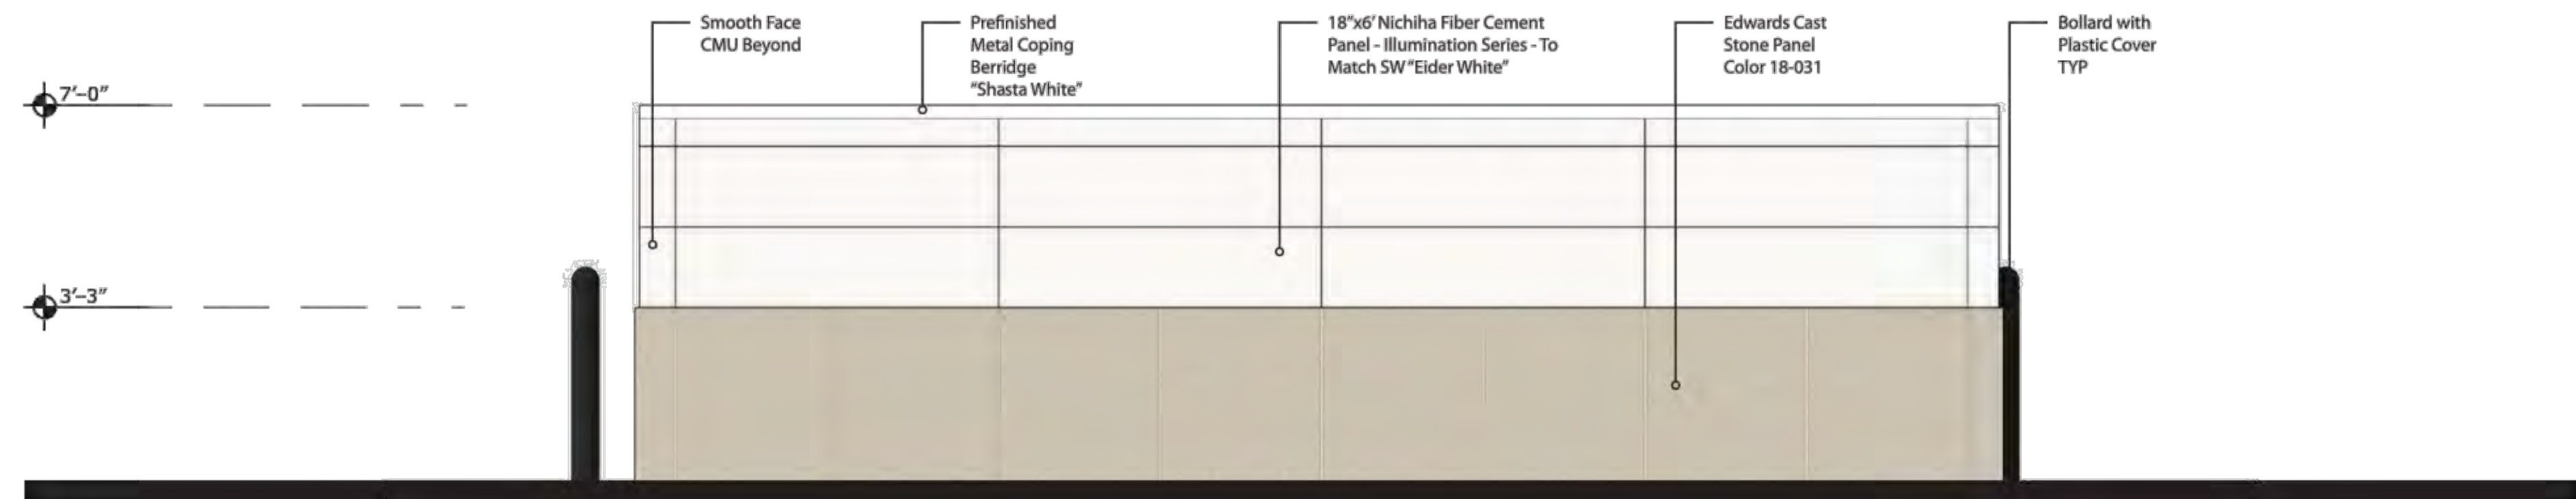 Smooth Face
CMU Beyond
Prefinished
Metal Coping
Berridge
“Shasta White”
18”x6’ Nichiha Fiber Cement
Panel - Illumination Series - To
Match SW “Eider White”
Edwards Cast
Stone Panel
Color 18-031
Bollard with
Plastic Cover
TYP
7’–0”
3’–3”